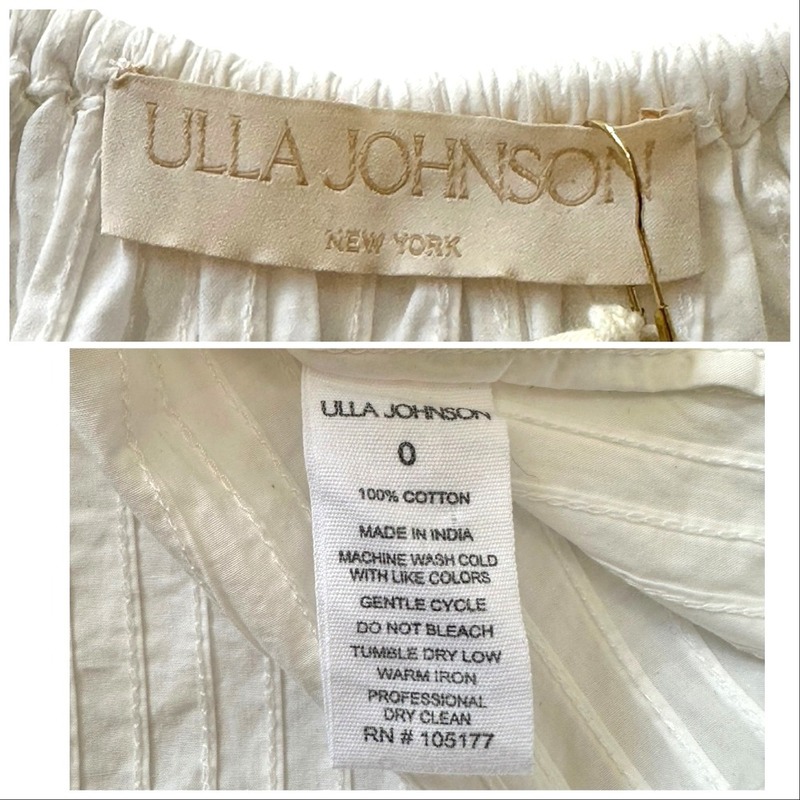 ULLA JOHNSON
NEW YORK
ULLA JOHNSON
0
100% COTTON
MADE IN INDIA
MACHINE WASH COLD
WITH LIKE COLORS
GENTLE CYCLE
DO NOT BLEACH
TUMBLE DRY LOW
WARM IRON
PROFESSIONAL
DRY CLEAN
RN # 105177